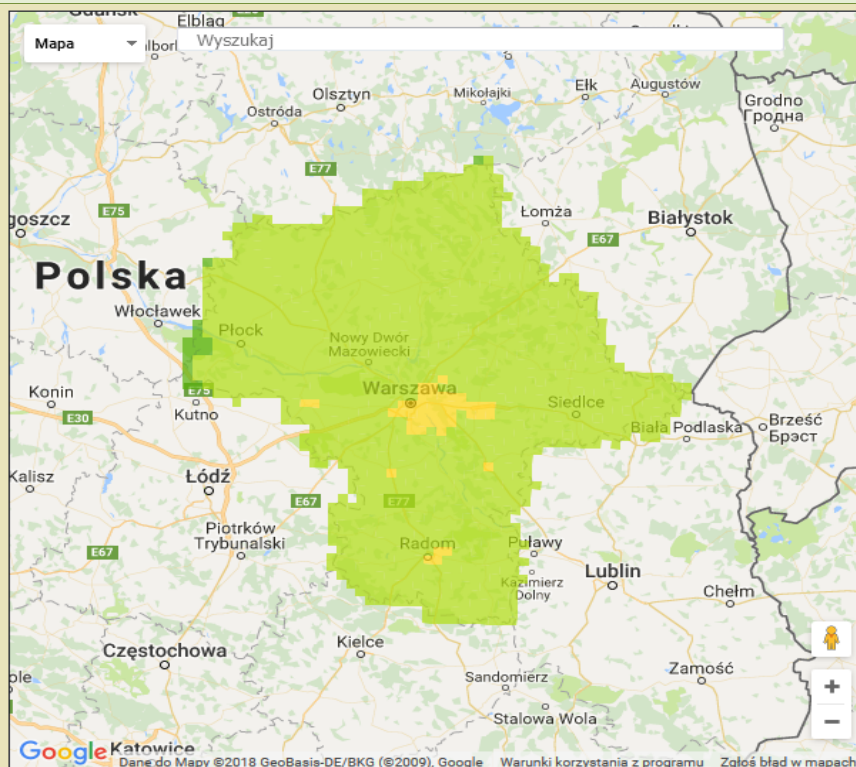 Elbląg
Mapa
Wyszukaj
Olsztyn
Mikołajki
Ełk
Augustów
Grodno
Гродна
Ostróda
E77
E75
Łomża
Białystok
E67
Polska
Włocławek
Płock
Nowy Dwór
Mazowiecki
Warszawa
Konin
E75
Siedlce
E30
Kutno
Biała Podlaska
Brześć
Брэст
Kalisz
Łódź
E67
E77
Piotrków
Trybunalski
Radom
Puławy
E67
Lublin
Kazimierz
Dolny
Chełm
Kielce
Częstochowa
Zamość
Sandomierz
Stalowa Wola
Google
Katowice
Dane do Mapy ©2018 GeoBasis-DE/BKG (©2009), Google
Warunki korzystania z programu
Zgłoś błąd w mapach